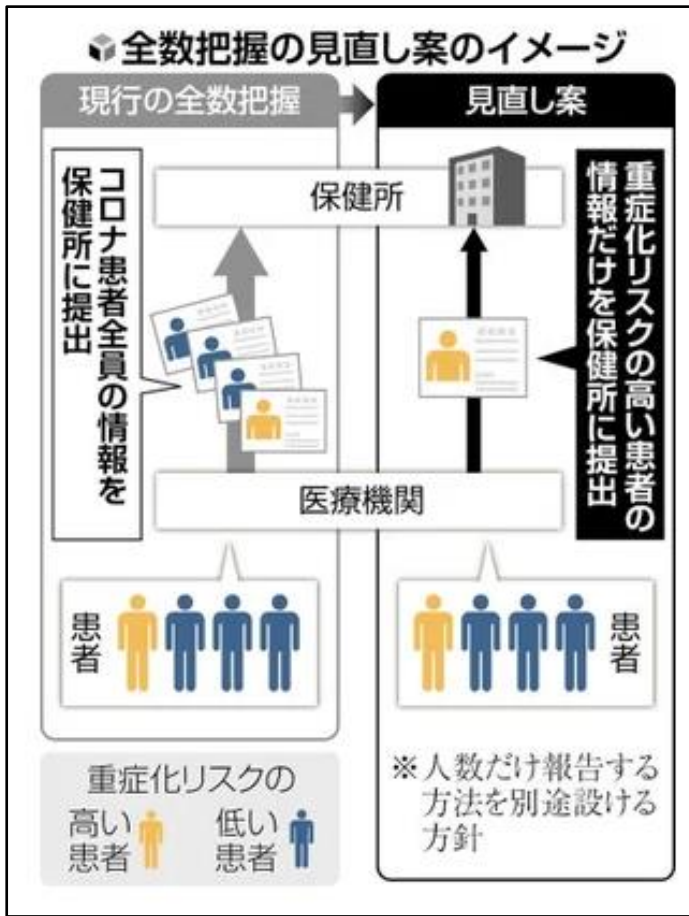 全数把握の見直し案のイメージ
現行の全数把握
見直し案
保健所
コロナ患者全員の情報を
保健所に提出
重症化リスクの高い患者の
情報だけを保健所に提出
医療機関
患者
患者
重症化リスクの
高い
患者
低い
患者
※人数だけ報告する
方法を別途設ける
方針